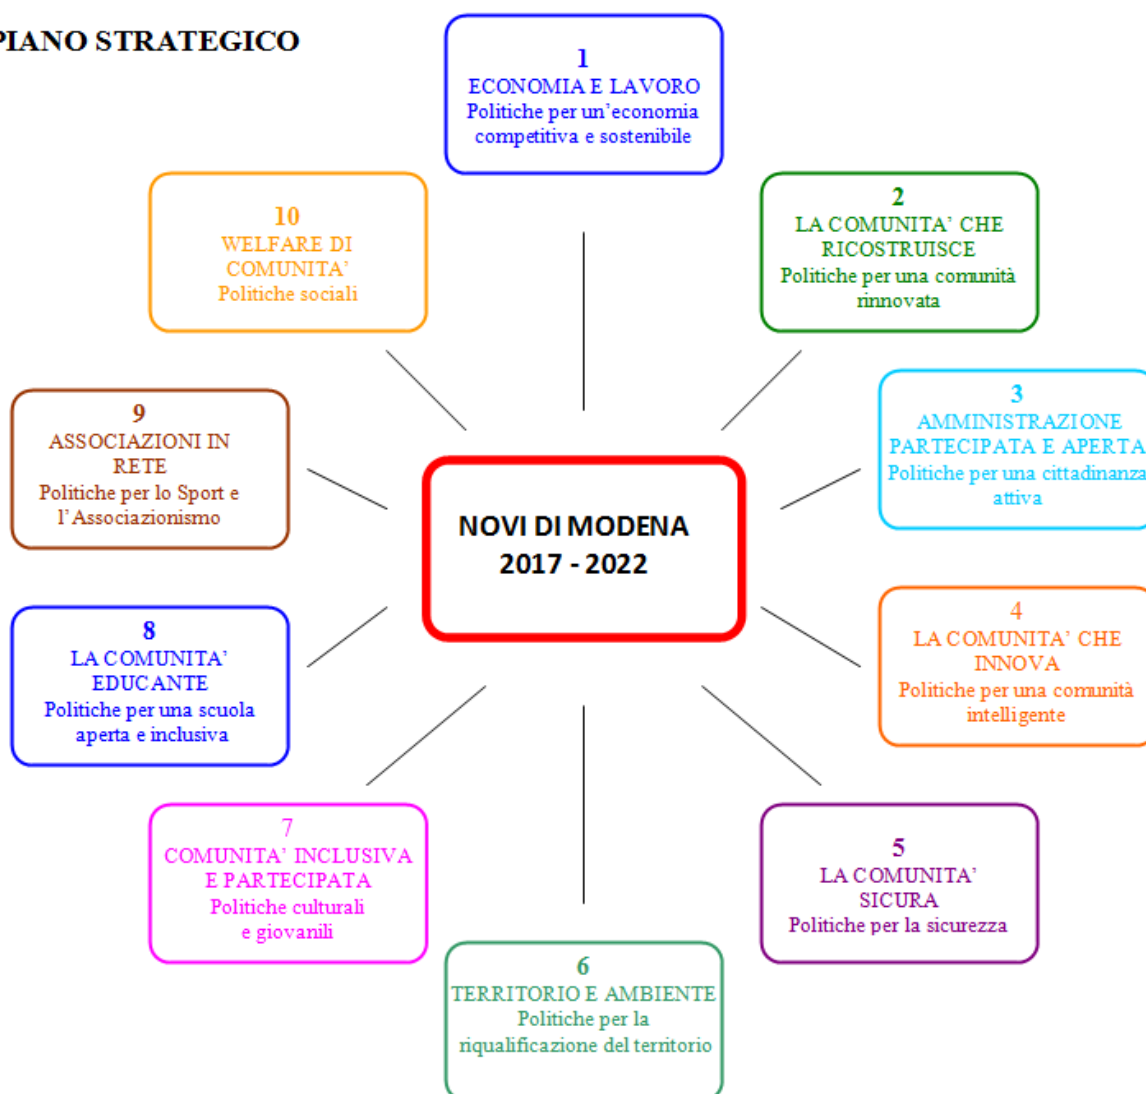 PIANO STRATEGICO
1
ECONOMIA E LAVORO
Politiche per un’economia
competitiva e sostenibile
2
LA COMUNITA’ CHE
RICOSTRUISCE
Politiche per una comunità
rinnovata
3
AMMINISTRAZIONE
PARTECIPATA E APERTA
Politiche per una cittadinanza
attiva
4
LA COMUNITA’ CHE
INNOVA
Politiche per una comunità
intelligente
5
LA COMUNITA’
SICURA
Politiche per la sicurezza
6
TERRITORIO E AMBIENTE
Politiche per la
riqualificazione del territorio
7
COMUNITA’ INCLUSIVA
E PARTECIPATA
Politiche culturali
e giovanili
8
LA COMUNITA’
EDUCANTE
Politiche per una scuola
aperta e inclusiva
9
ASSOCIAZIONI IN
RETE
Politiche per lo Sport e
l’Associazionismo
10
WELFARE DI
COMUNITA’
Politiche sociali
NOVI DI MODENA
2017 - 2022